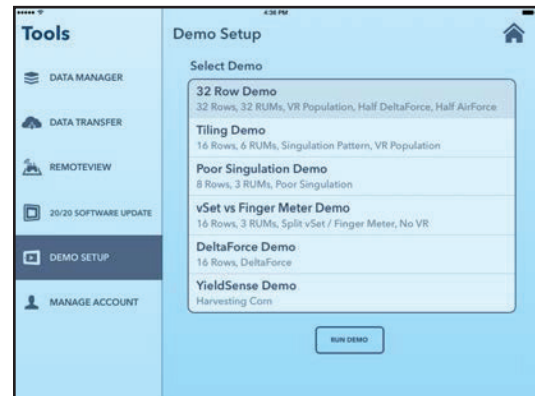 4:36 PM
Tools
Demo Setup
Select Demo
DATA MANAGER
DATA TRANSFER
REMOTEVIEW
20/20 SOFTWARE UPDATE
DEMO SETUP
MANAGE ACCOUNT
32 Row Demo
32 Rows, 32 RUMs, VR Population, Half DeltaForce, Half AirForce
Tiling Demo
16 Rows, 6 RUMs, Singulation Pattern, VR Population
Poor Singulation Demo
8 Rows, 3 RUMs, Poor Singulation
vSet vs Finger Meter Demo
16 Rows, 3 RUMs, Split vSet / Finger Meter, No VR
DeltaForce Demo
16 Rows, DeltaForce
YieldSense Demo
Harvesting Corn
RUN DEMO